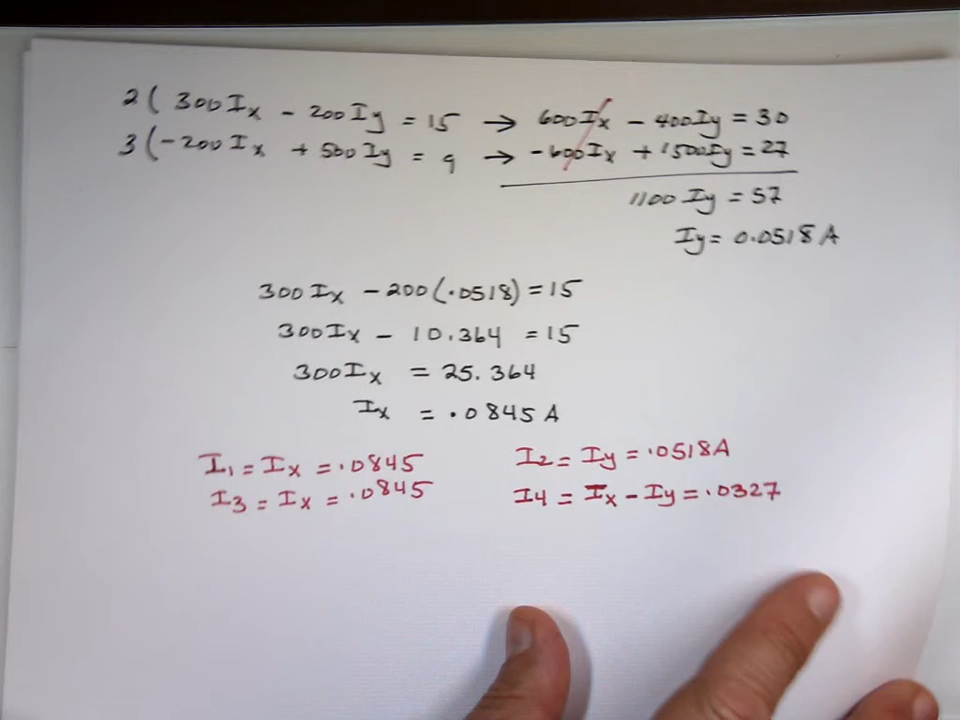 2( 300Ix - 200Iy = 15 → 600Ix - 400Iy = 30
3(-200Ix + 500Iy = 9 → -600Ix + 1500Iy = 27
1100 Iy = 57
Iy = 0.0518 A
300Ix - 200(.0518) = 15
300Ix - 10.364 = 15
300Ix = 25.364
Ix = .0845 A
I1 = Ix = .0845 I2 = Iy = .0518A
I3 = Ix = .0845 I4 = Ix - Iy = .0327